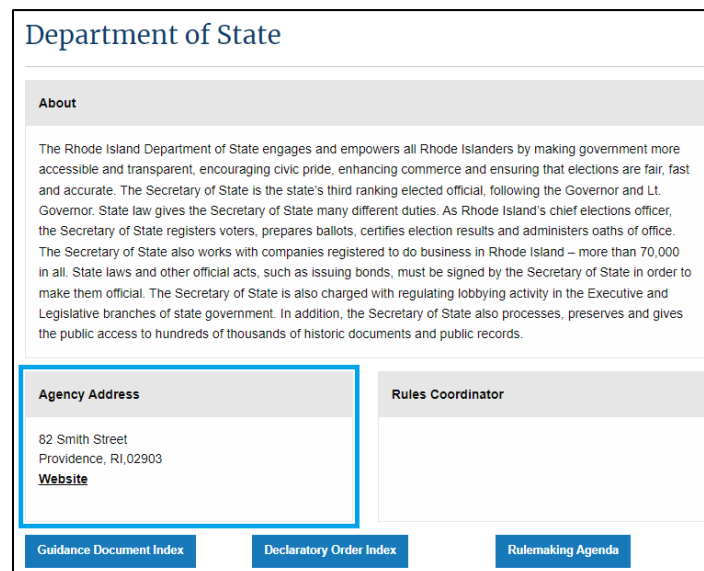 Department of State
About
The Rhode Island Department of State engages and empowers all Rhode Islanders by making government more
accessible and transparent, encouraging civic pride, enhancing commerce and ensuring that elections are fair, fast
and accurate. The Secretary of State is the state's third ranking elected official, following the Governor and Lt.
Governor. State law gives the Secretary of State many different duties. As Rhode Island's chief elections officer,
the Secretary of State registers voters, prepares ballots, certifies election results and administers oaths of office.
The Secretary of State also works with companies registered to do business in Rhode Island – more than 70,000
in all. State laws and other official acts, such as issuing bonds, must be signed by the Secretary of State in order to
make them official. The Secretary of State is also charged with regulating lobbying activity in the Executive and
Legislative branches of state government. In addition, the Secretary of State also processes, preserves and gives
the public access to hundreds of thousands of historic documents and public records.
Agency Address
82 Smith Street
Providence, RI,02903
Website
Rules Coordinator
Guidance Document Index
Declaratory Order Index
Rulemaking Agenda